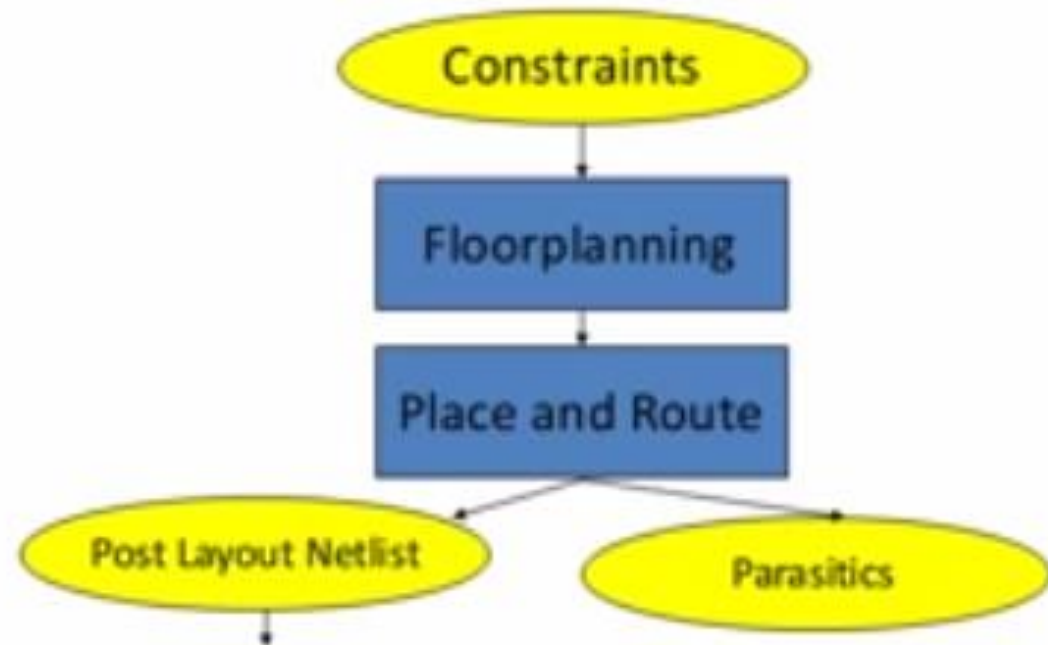 Constraints
Floorplanning
Place and Route
Post Layout Netlist
Parasitics